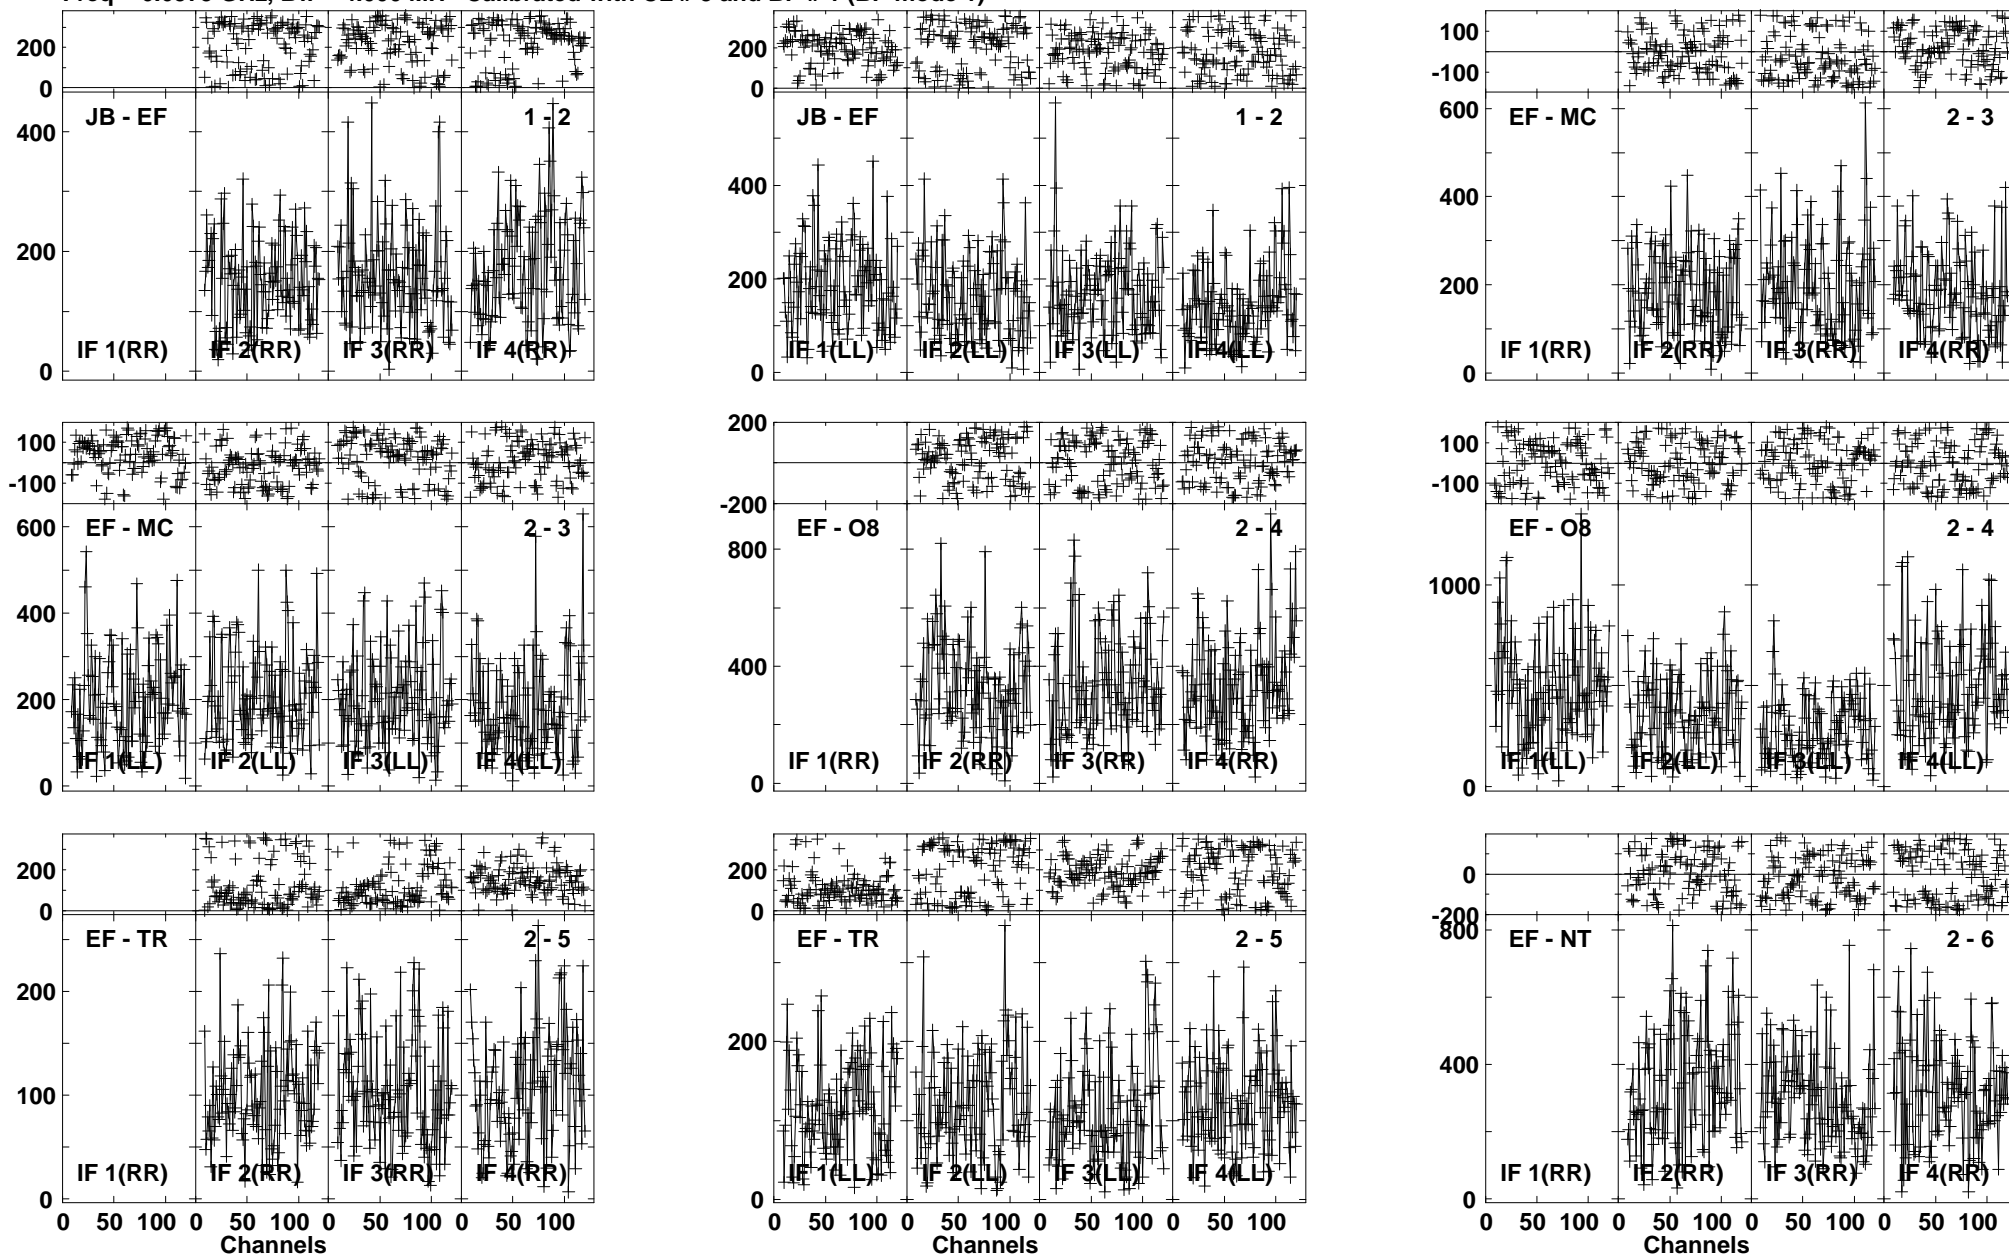 200
0
200
0
100
-100
JB - EF 1 - 2
400
200
0
IF 1(RR) IF 2(RR) IF 3(RR) IF 4(RR)
JB - EF 1 - 2
400
200
0
IF 1(LL) IF 2(LL) IF 3(LL) IF 4(LL)
EF - MC 2 - 3
600
400
200
0
IF 1(RR) IF 2(RR) IF 3(RR) IF 4(RR)
100
-100
200
-200
100
-100
EF - MC 2 - 3
600
500
400
300
200
100
0
IF 1(LL) IF 2(LL) IF 3(LL) IF 4(LL)
EF - O8 2 - 4
800
400
0
IF 1(RR) IF 2(RR) IF 3(RR) IF 4(RR)
EF - O8 2 - 4
1000
500
0
IF 1(LL) IF 2(LL) IF 3(LL) IF 4(LL)
200
0
200
0
0
-200
EF - TR 2 - 5
200
100
0
IF 1(RR) IF 2(RR) IF 3(RR) IF 4(RR)
EF - TR 2 - 5
200
0
IF 1(LL) IF 2(LL) IF 3(LL) IF 4(LL)
EF - NT 2 - 6
800
400
0
IF 1(RR) IF 2(RR) IF 3(RR) IF 4(RR)
0 50 100 0 50 100 0 50 100 0 50 100
0 50 100 0 50 100 0 50 100 0 50 100
0 50 100 0 50 100 0 50 100 0 50 100
Channels Channels Channels